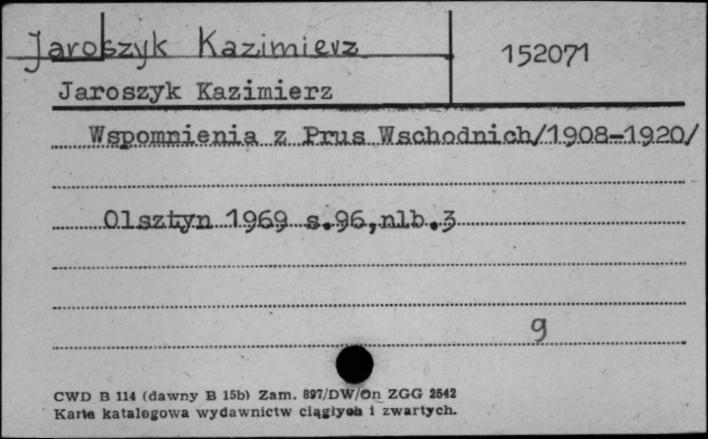 Jaroszyk Kazimierz
152071
Jaroszyk Kazimierz
Wspomnienia z Prus Wschodnich/1908-1920/
Olsztyn 1969 s.96,nlb.3
9
CWD B 114 (dawny B 15b) Zam. 897/DW/On ZGG 2542
Karta katalogowa wydawnictw ciągłych i zwartych.